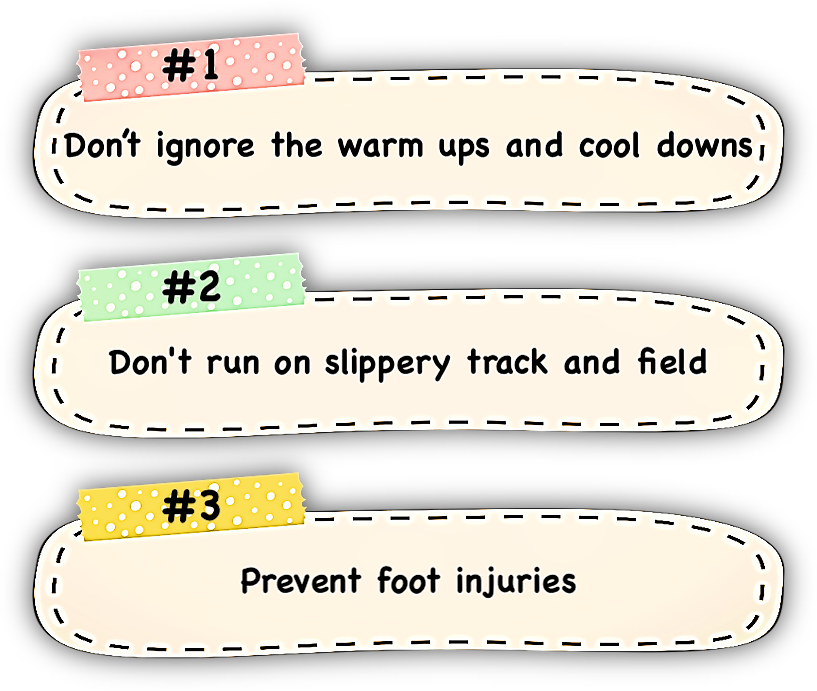 #1
Don't ignore the warm ups and cool downs
#2
Don't run on slippery track and field
#3
Prevent foot injuries